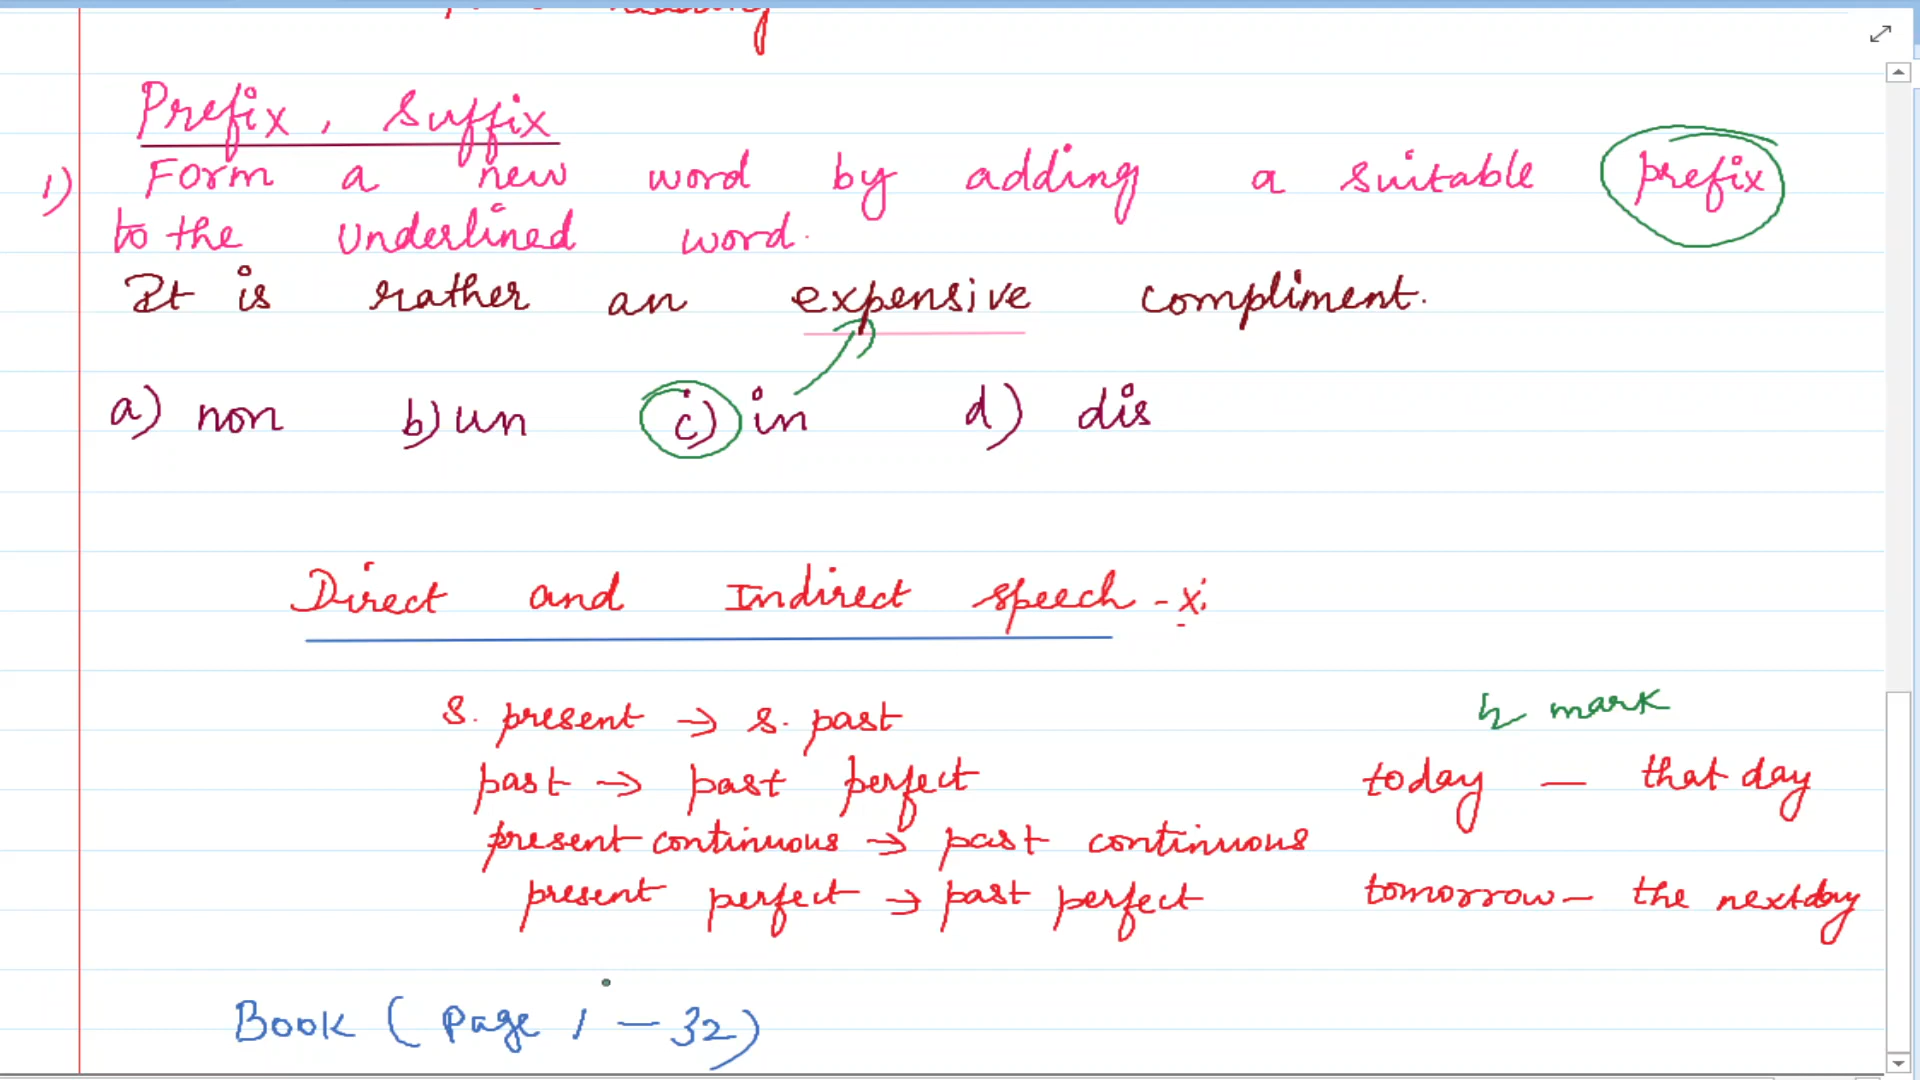 Prefix, Suffix
1) Form a new word by adding a suitable prefix
to the underlined word.
It is rather an expensive compliment.
a) non b) un c) in d) dis
Direct and Indirect speech - x
s. present → s. past
½ mark
past → past perfect
today — that day
present continuous → past continuous
present perfect → past perfect
tomorrow — the next day
Book ( page 1 — 32)